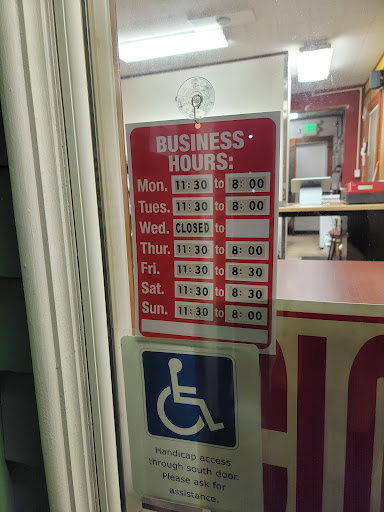 BUSINESS
HOURS:
Mon. 11:30 to 8:00
Tues. 11:30 to 8:00
Wed. CLOSED to
Thur. 11:30 to 8:00
Fri. 11:30 to 8:30
Sat. 11:30 to 8:30
Sun. 11:30 to 8:00
Handicap access
through south door.
Please ask for
assistance.